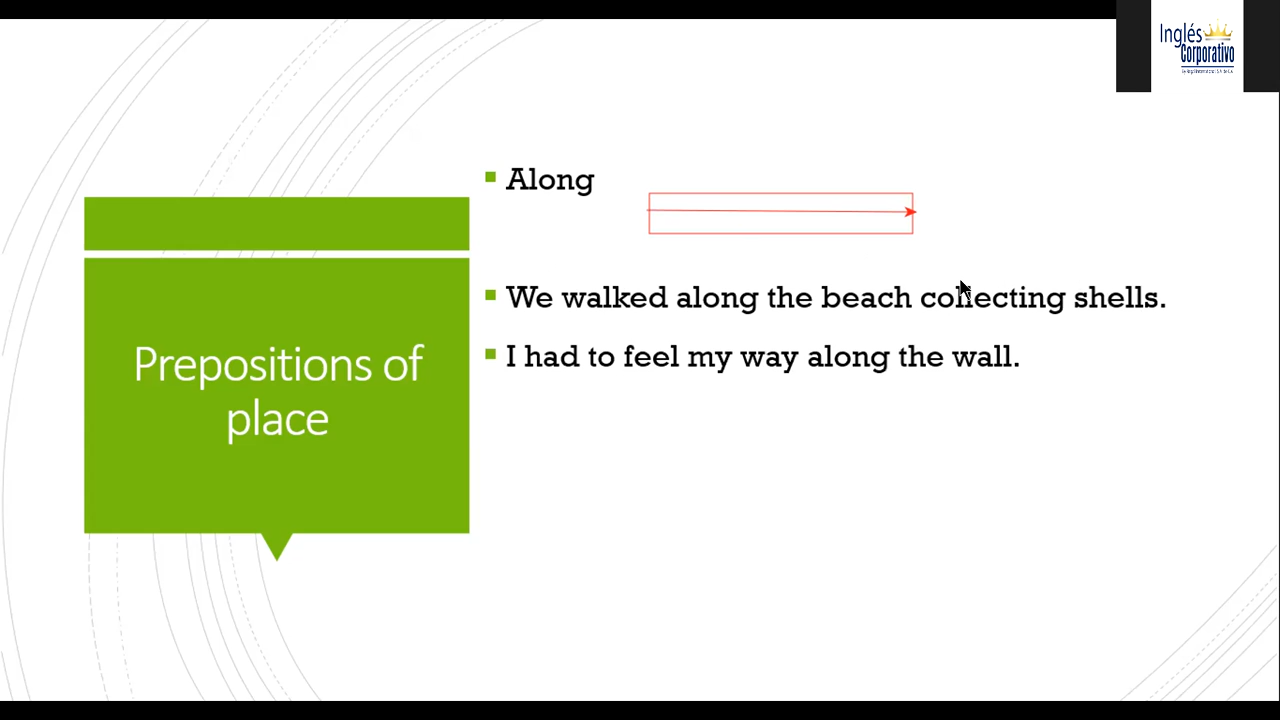 Inglés
Corporativo
Along
We walked along the beach collecting shells.
I had to feel my way along the wall.
Prepositions of
place